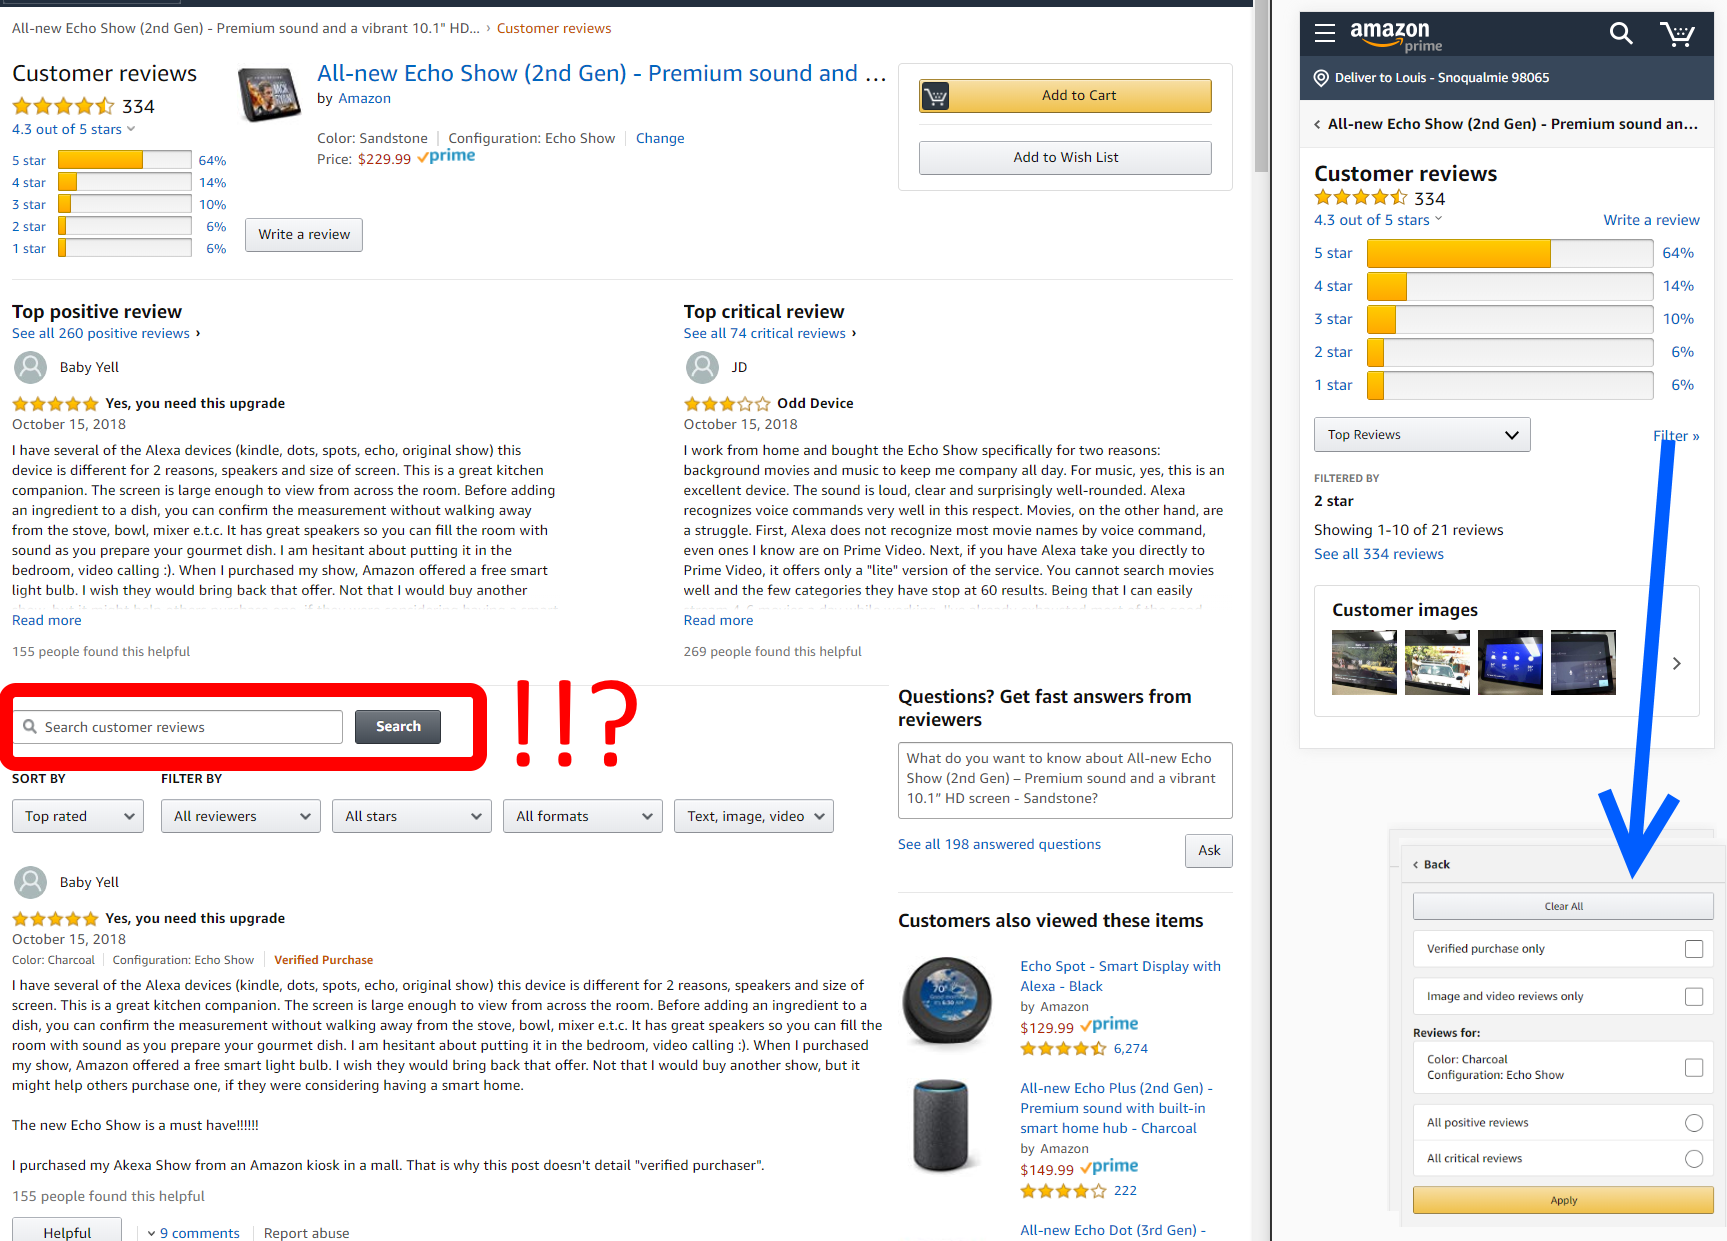 All-new Echo Show (2nd Gen) - Premium sound and a vibrant 10.1" HD... › Customer reviews
Customer reviews
334
4.3 out of 5 stars
5 star 64%
4 star 14%
3 star 10%
2 star 6%
1 star 6%
All-new Echo Show (2nd Gen) - Premium sound and ...
by Amazon
Color: Sandstone | Configuration: Echo Show | Change
Price: $229.99 prime
Write a review
Add to Cart
Add to Wish List
Top positive review
See all 260 positive reviews ›
Baby Yell
Yes, you need this upgrade
October 15, 2018
I have several of the Alexa devices (kindle, dots, spots, echo, original show) this
device is different for 2 reasons, speakers and size of screen. This is a great kitchen
companion. The screen is large enough to view from across the room. Before adding
an ingredient to a dish, you can confirm the measurement without walking away
from the stove, bowl, mixer e.t.c. It has great speakers so you can fill the room with
sound as you prepare your gourmet dish. I am hesitant about putting it in the
bedroom, video calling :). When I purchased my show, Amazon offered a free smart
light bulb. I wish they would bring back that offer. Not that I would buy another
Read more
155 people found this helpful
Top critical review
See all 74 critical reviews ›
JD
Odd Device
October 15, 2018
I work from home and bought the Echo Show specifically for two reasons:
background movies and music to keep me company all day. For music, yes, this is an
excellent device. The sound is loud, clear and surprisingly well-rounded. Alexa
recognizes voice commands very well in this respect. Movies, on the other hand, are
a struggle. First, Alexa does not recognize most movie names by voice command,
even ones I know are on Prime Video. Next, if you have Alexa take you directly to
Prime Video, it offers only a "lite" version of the service. You cannot search movies
well and the few categories they have stop at 60 results. Being that I can easily
Read more
269 people found this helpful
Search customer reviews
Search
!!?
SORT BY
FILTER BY
Top rated
All reviewers
All stars
All formats
Text, image, video
Baby Yell
Yes, you need this upgrade
October 15, 2018
Color: Charcoal | Configuration: Echo Show | Verified Purchase
I have several of the Alexa devices (kindle, dots, spots, echo, original show) this device is different for 2 reasons, speakers and size of
screen. This is a great kitchen companion. The screen is large enough to view from across the room. Before adding an ingredient to a
dish, you can confirm the measurement without walking away from the stove, bowl, mixer e.t.c. It has great speakers so you can fill the
room with sound as you prepare your gourmet dish. I am hesitant about putting it in the bedroom, video calling :). When I purchased
my show, Amazon offered a free smart light bulb. I wish they would bring back that offer. Not that I would buy another show, but it
might help others purchase one, if they were considering having a smart home.
The new Echo Show is a must have!!!!!!
I purchased my Akexa Show from an Amazon kiosk in a mall. That is why this post doesn't detail "verified purchaser".
155 people found this helpful
Helpful
9 comments
Report abuse
Questions? Get fast answers from
reviewers
What do you want to know about All-new Echo
Show (2nd Gen) – Premium sound and a vibrant
10.1” HD screen - Sandstone?
See all 198 answered questions
Ask
Customers also viewed these items
Echo Spot - Smart Display with
Alexa - Black
by Amazon
$129.99 prime
6,274
All-new Echo Plus (2nd Gen) -
Premium sound with built-in
smart home hub - Charcoal
by Amazon
$149.99 prime
222
All-new Echo Dot (3rd Gen) -
amazon
prime
Deliver to Louis - Snoqualmie 98065
‹ All-new Echo Show (2nd Gen) - Premium sound an...
Customer reviews
334
4.3 out of 5 stars
Write a review
5 star 64%
4 star 14%
3 star 10%
2 star 6%
1 star 6%
Top Reviews
Filter »
FILTERED BY
2 star
Showing 1-10 of 21 reviews
See all 334 reviews
Customer images
‹ Back
Clear All
Verified purchase only
Image and video reviews only
Reviews for:
Color: Charcoal
Configuration: Echo Show
All positive reviews
All critical reviews
Apply